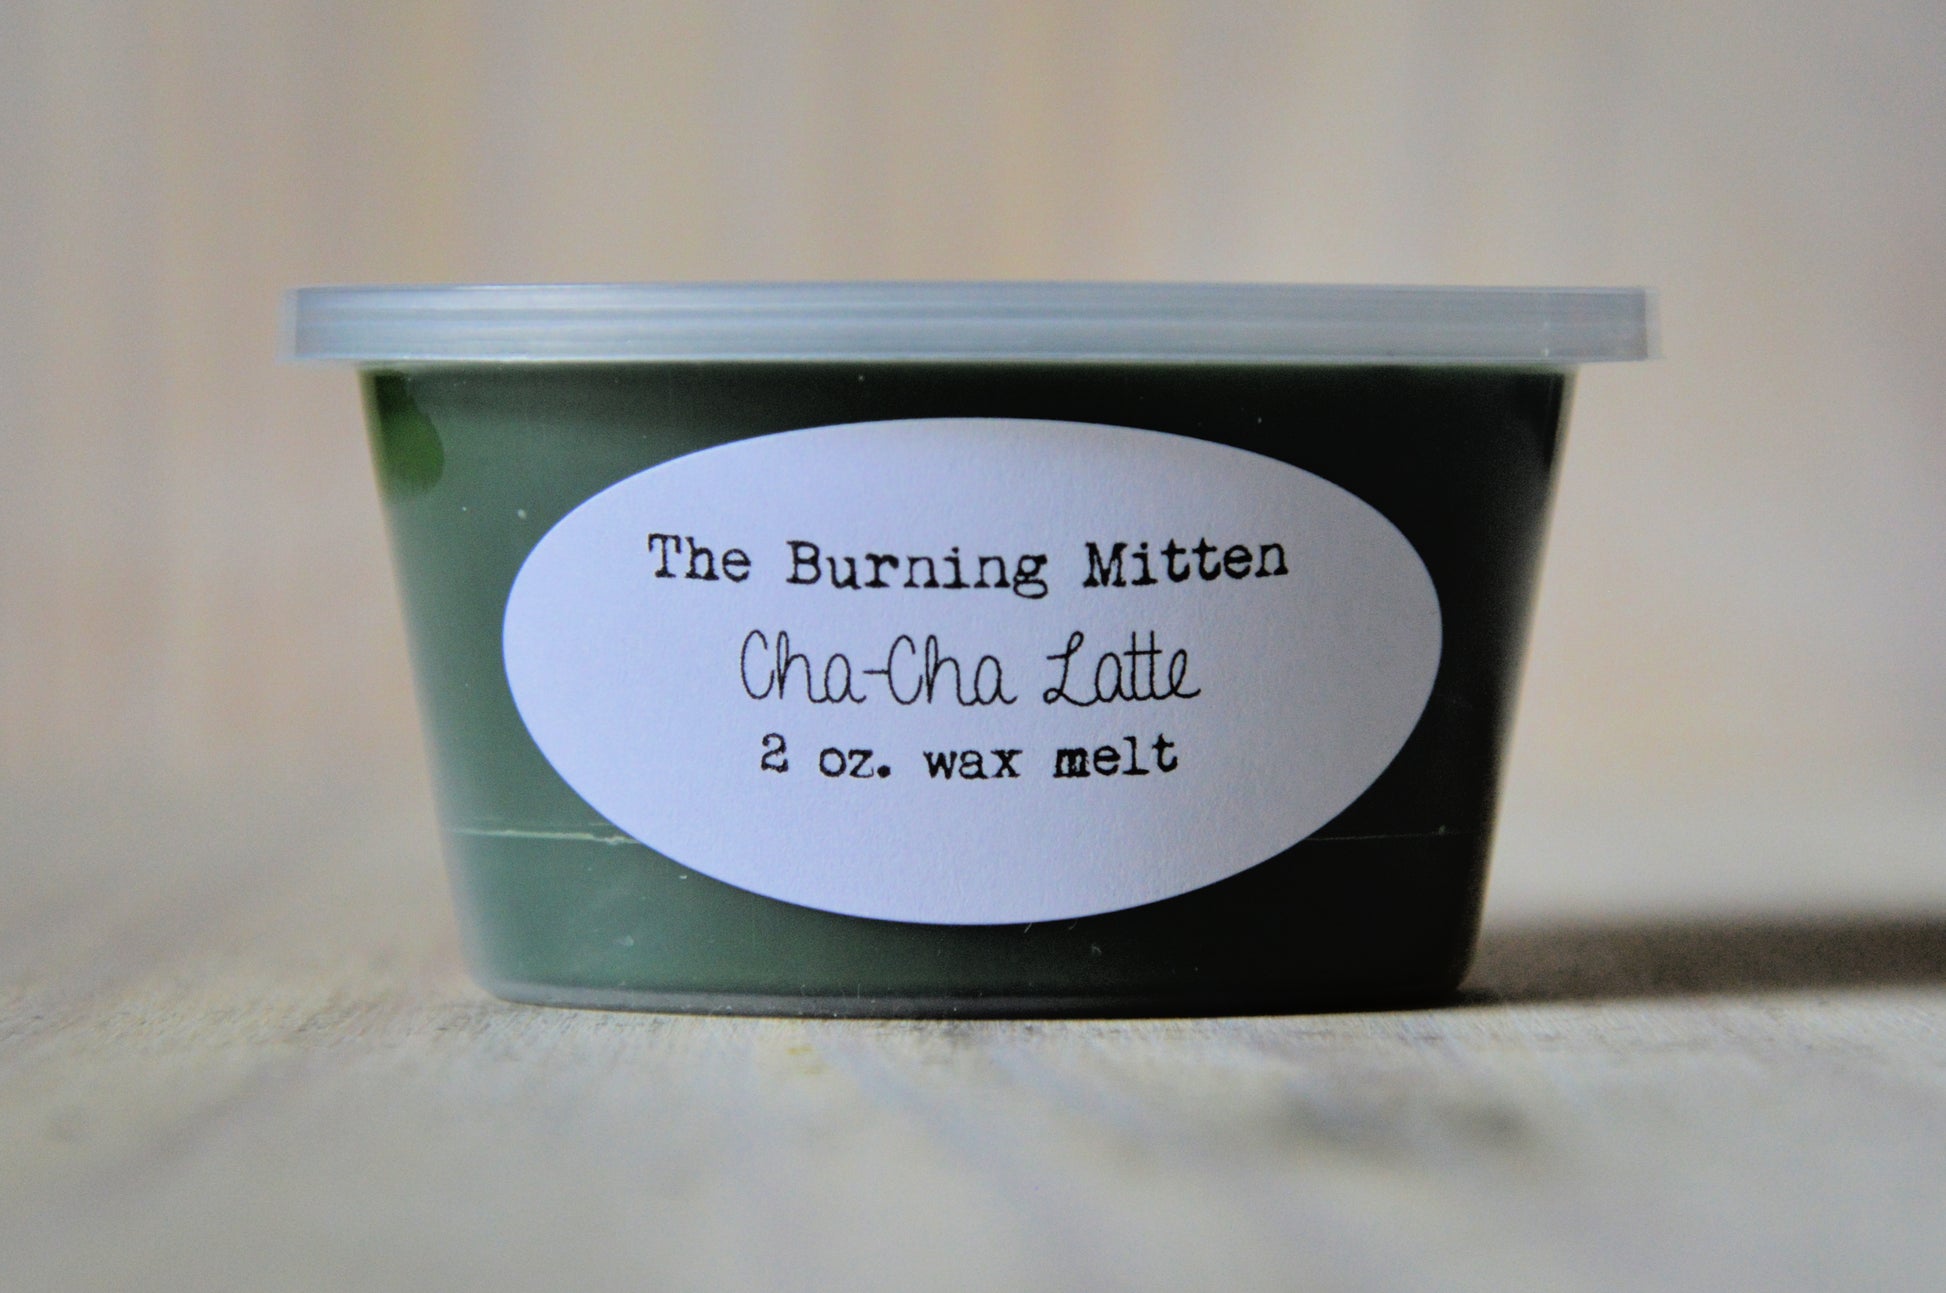 The Burning Mitten
Cha-Cha Latte
2 oz. wax melt